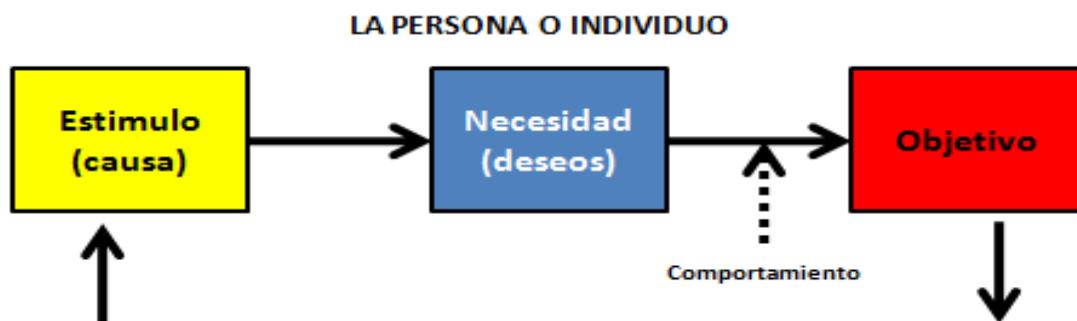 LA PERSONA O INDIVIDUO
Estimulo
(causa)
Necesidad
(deseos)
Objetivo
Comportamiento